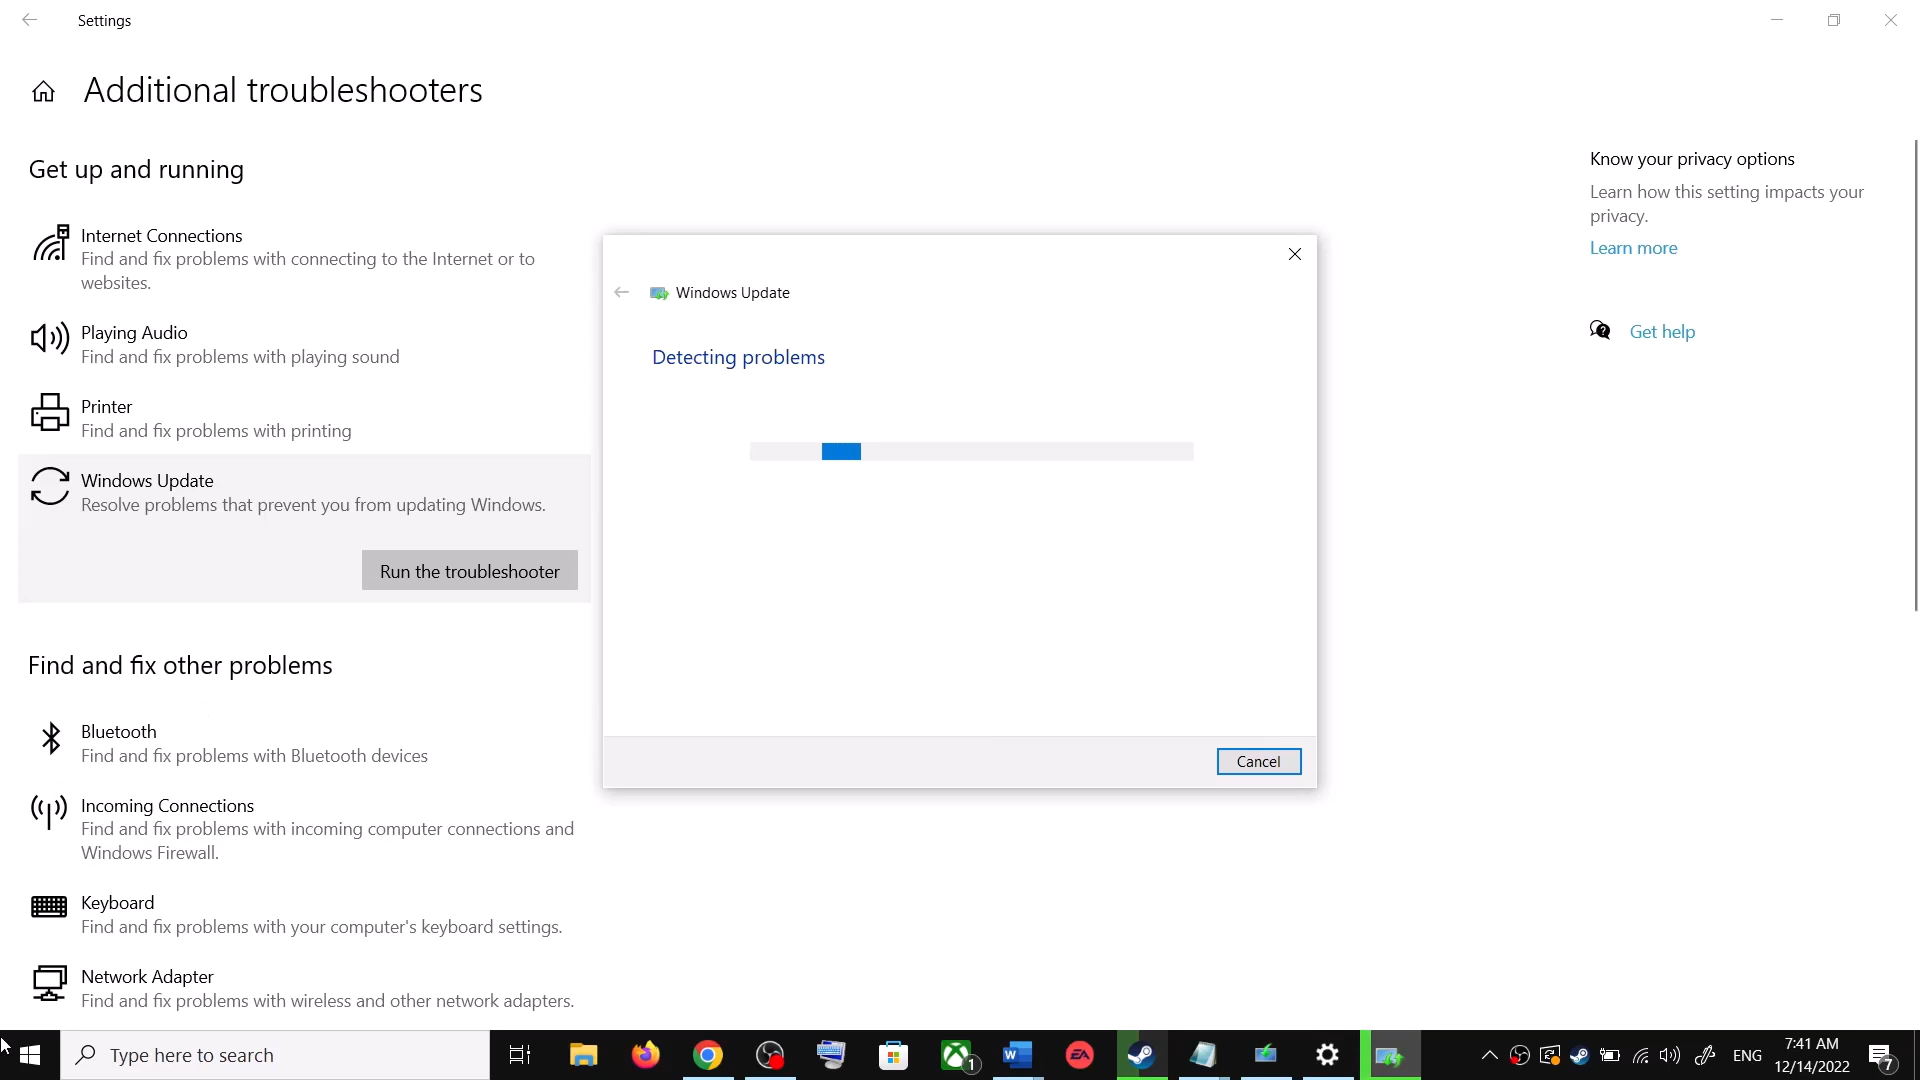 Settings
Additional troubleshooters
Get up and running
Internet Connections
Find and fix problems with connecting to the Internet or to
websites.
Playing Audio
Find and fix problems with playing sound
Printer
Find and fix problems with printing
Windows Update
Resolve problems that prevent you from updating Windows.
Run the troubleshooter
Find and fix other problems
Bluetooth
Find and fix problems with Bluetooth devices
Incoming Connections
Find and fix problems with incoming computer connections and
Windows Firewall.
Keyboard
Find and fix problems with your computer's keyboard settings.
Network Adapter
Find and fix problems with wireless and other network adapters.
Windows Update
Detecting problems
Cancel
Know your privacy options
Learn how this setting impacts your
privacy.
Learn more
Get help
Type here to search
1
W
EA
ENG
7:41 AM
12/14/2022
7